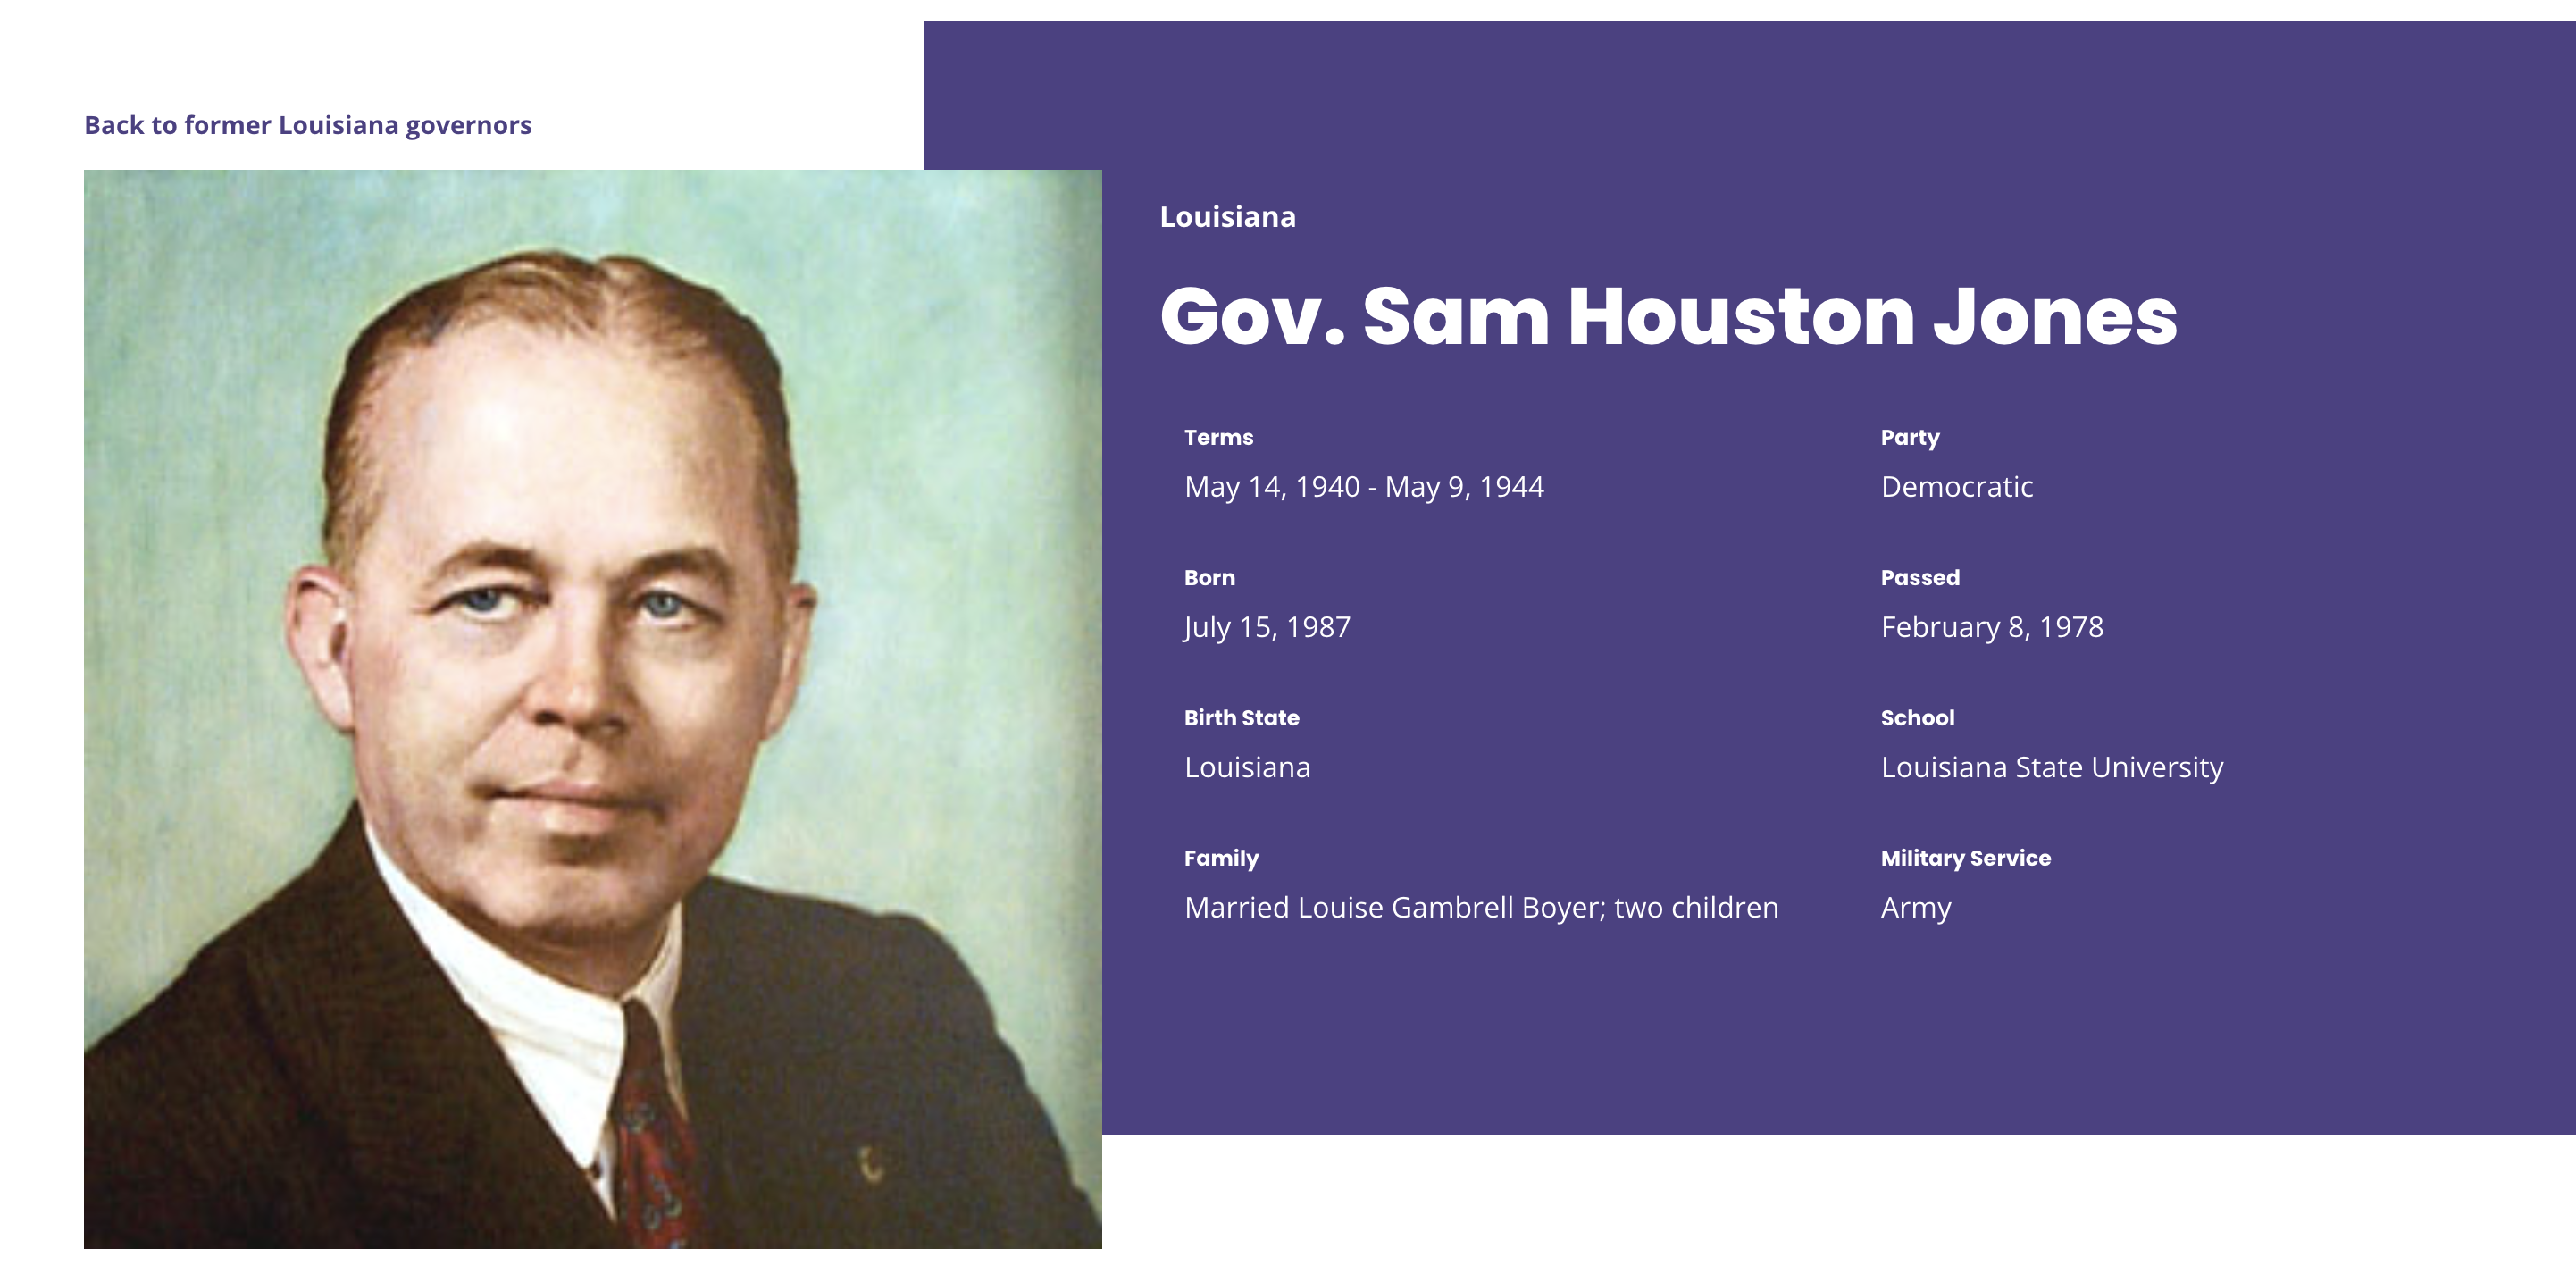 Back to former Louisiana governors
Louisiana
Gov. Sam Houston Jones
Terms
May 14, 1940 - May 9, 1944
Party
Democratic
Born
July 15, 1987
Passed
February 8, 1978
Birth State
Louisiana
School
Louisiana State University
Family
Married Louise Gambrell Boyer; two children
Military Service
Army